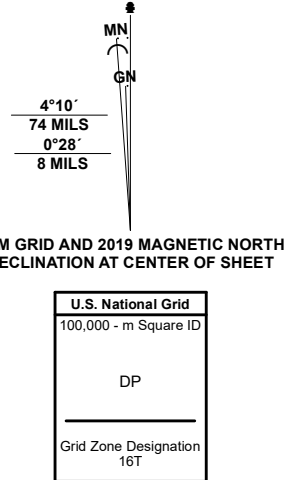 MN
GN
4°10´
74 MILS
0°28´
8 MILS
M GRID AND 2019 MAGNETIC NORTH
ECLINATION AT CENTER OF SHEET
U.S. National Grid
100,000 - m Square ID
DP
Grid Zone Designation
16T